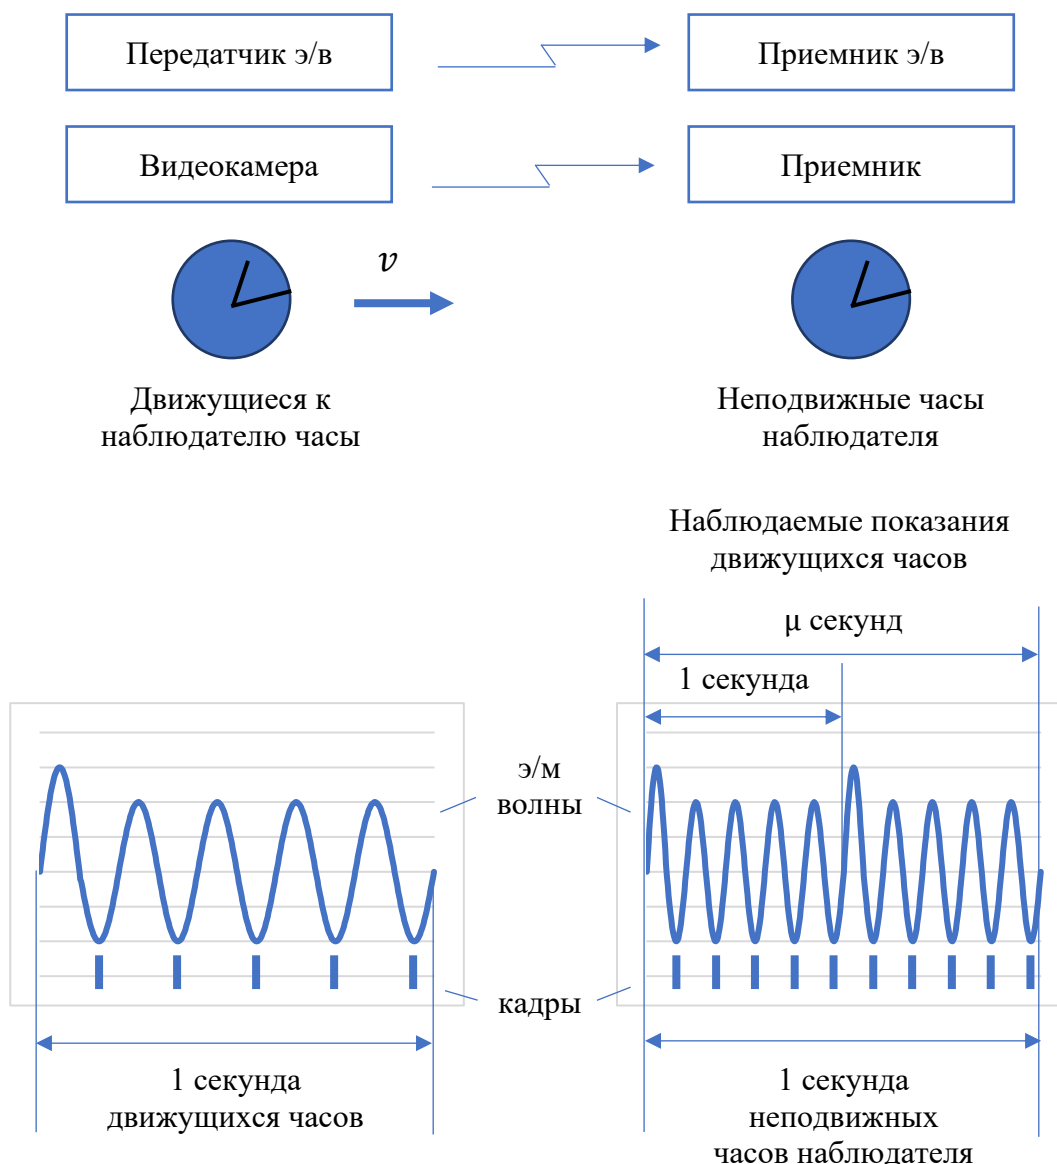 Передатчик э/в
Приемник э/в
Видеокамера
Приемник
v
Движущиеся к
наблюдателю часы
Неподвижные часы
наблюдателя
Наблюдаемые показания
движущихся часов
μ секунд
1 секунда
э/м
волны
кадры
1 секунда
движущихся часов
1 секунда
неподвижных
часов наблюдателя